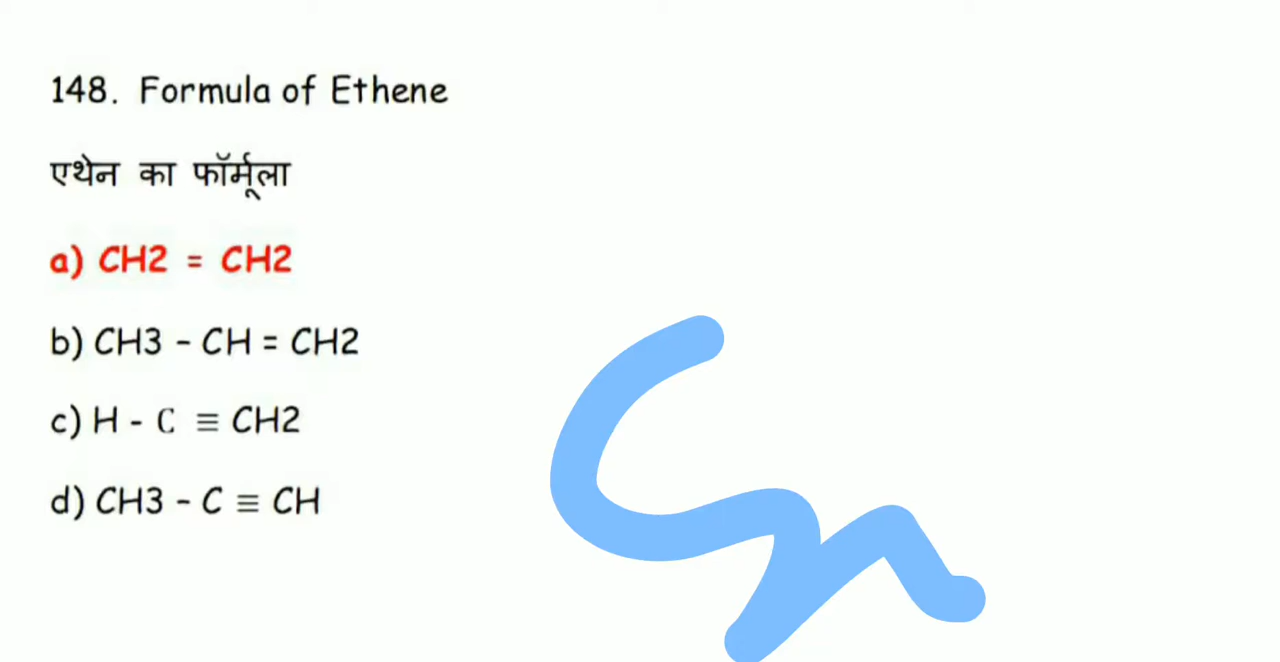 148. Formula of Ethene
एथेन का फॉर्मूला
a) CH2 = CH2
b) CH3 - CH = CH2
c) H - C ≡ CH2
d) CH3 - C ≡ CH